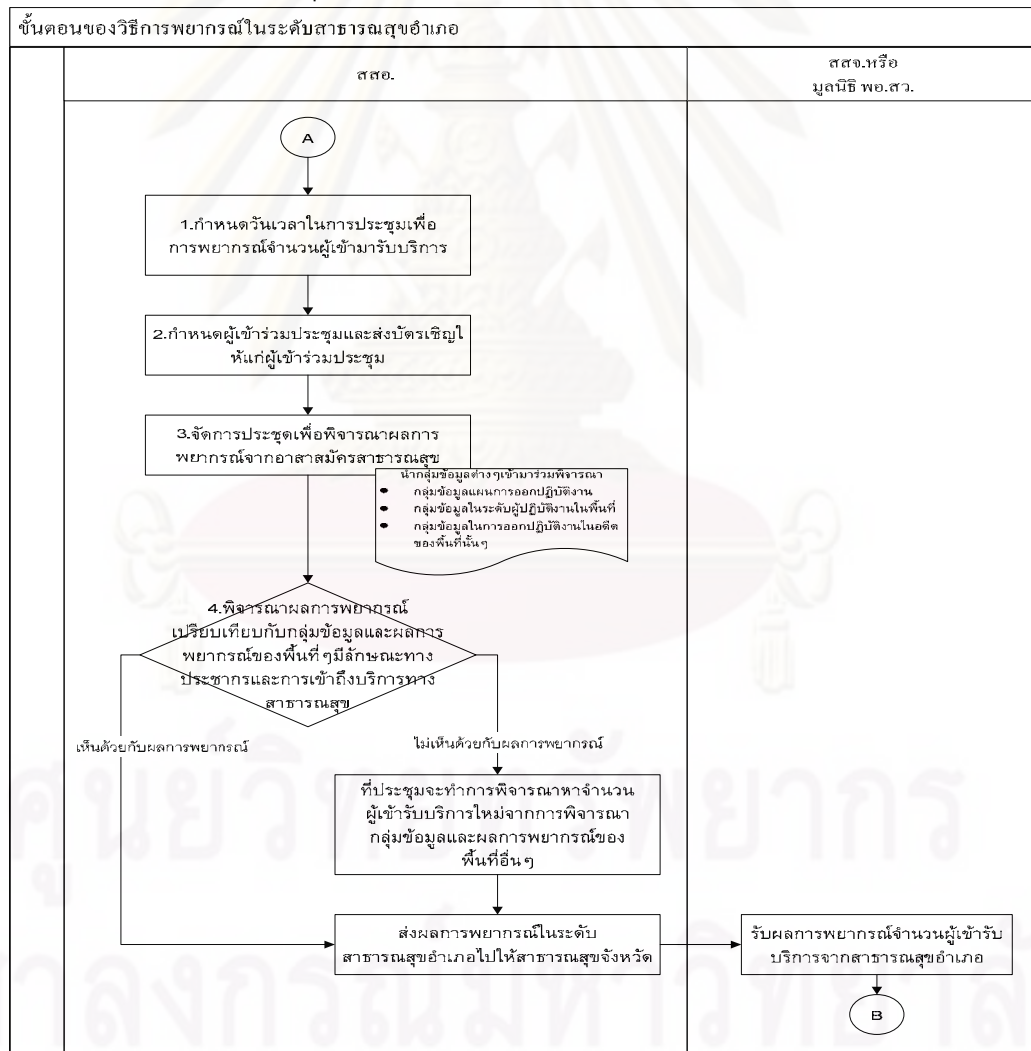 ขั้นตอนของวิธีการพยากรณ์ในระดับสาธารณสุขอำเภอ
สสอ.
สสจ.หรือ
มูลนิธิ พอ.สว.
A
1.กำหนดวันเวลาในการประชุมเพื่อ
การพยากรณ์จำนวนผู้เข้ามารับบริการ
2.กำหนดผู้เข้าร่วมประชุมและส่งบัตรเชิญใ
ห้แก่ผู้เข้าร่วมประชุม
3.จัดการประชุดเพื่อพิจารณาผลการ
พยากรณ์จากอาสาสมัครสาธารณสุข
นำกลุ่มข้อมูลต่างๆเข้ามาร่วมพิจารณา
● กลุ่มข้อมูลแผนการออกปฏิบัติงาน
● กลุ่มข้อมูลในระดับผู้ปฏิบัติงานในพื้นที่
● กลุ่มข้อมูลในการออกปฏิบัติงานในอดีต
ของพื้นที่นั้นๆ
4.พิจารณาผลการพยากรณ์
เปรียบเทียบกับกลุ่มข้อมูลและผลการ
พยากรณ์ของพื้นที่ๆมีลักษณะทาง
ประชากรและการเข้าถึงบริการทาง
สาธารณสุข
เห็นด้วยกับผลการพยากรณ์
ไม่เห็นด้วยกับผลการพยากรณ์
ที่ประชุมจะทำการพิจารณาหาจำนวน
ผู้เข้ารับบริการใหม่จากการพิจารณา
กลุ่มข้อมูลและผลการพยากรณ์ของ
พื้นที่อื่นๆ
ส่งผลการพยากรณ์ในระดับ
สาธารณสุขอำเภอไปให้สาธารณสุขจังหวัด
รับผลการพยากรณ์จำนวนผู้เข้ารับ
บริการจากสาธารณสุขอำเภอ
B
ศูนย์วิทยทรัพยากร
ลงกรณ์มหาวิทยาลั